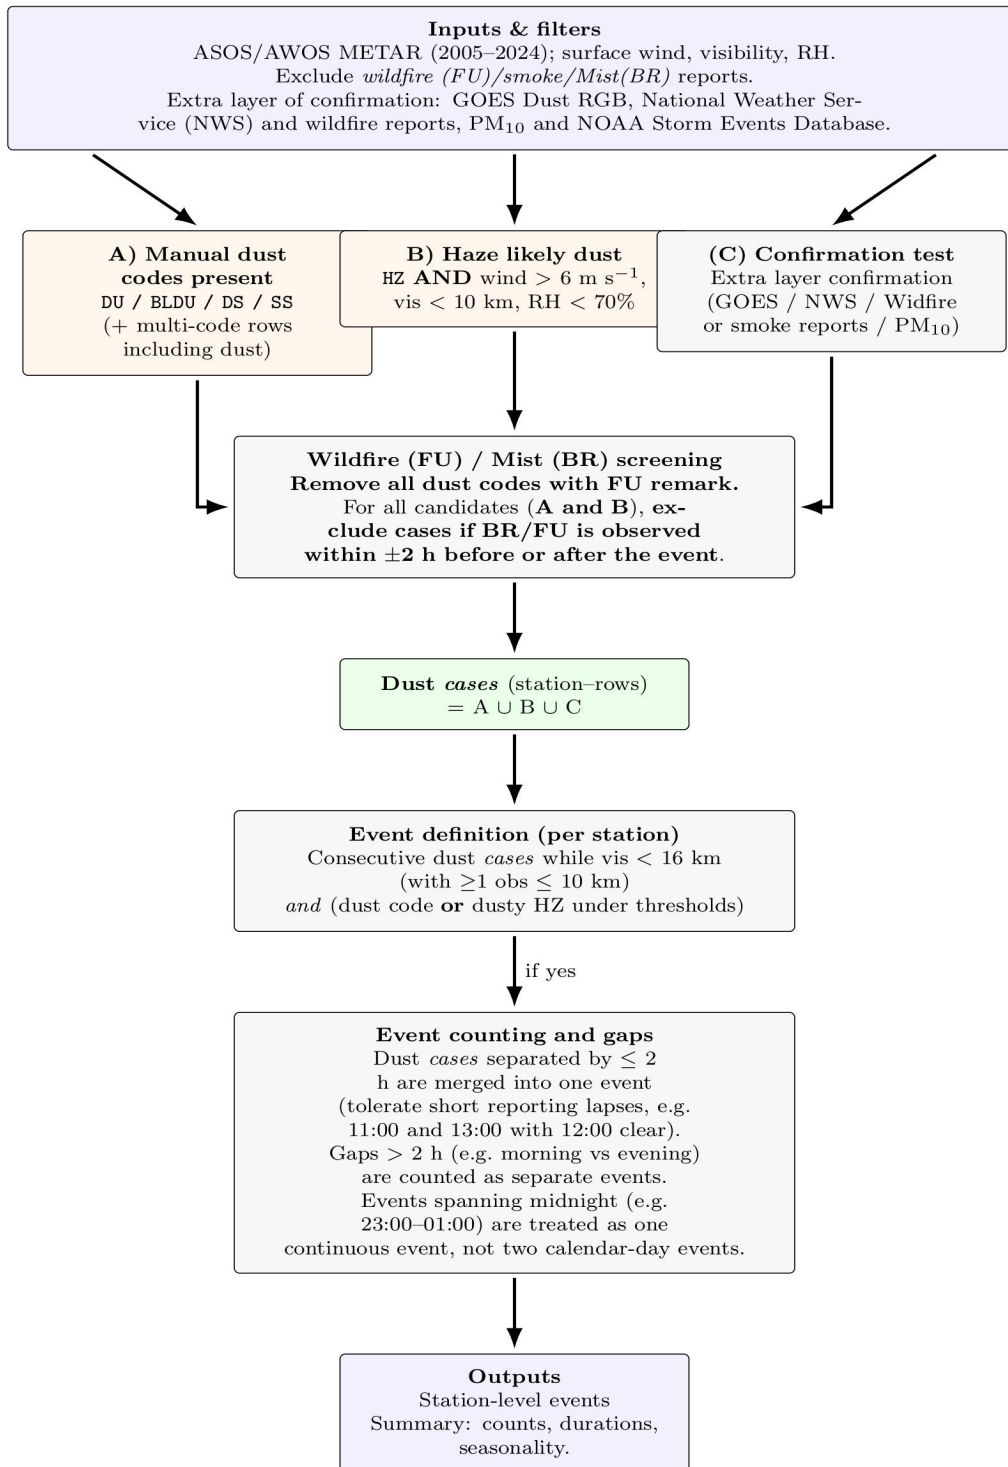 Inputs & filters
ASOS/AWOS METAR (2005–2024); surface wind, visibility, RH.
Exclude wildfire (FU)/smoke/Mist(BR) reports.
Extra layer of confirmation: GOES Dust RGB, National Weather Ser-
vice (NWS) and wildfire reports, PM₁₀ and NOAA Storm Events Database.
A) Manual dust
codes present
DU / BLDU / DS / SS
(+ multi-code rows
including dust)
B) Haze likely dust
HZ AND wind > 6 m s⁻¹,
vis < 10 km, RH < 70%
(C) Confirmation test
Extra layer confirmation
(GOES / NWS / Widfire
or smoke reports / PM₁₀)
Wildfire (FU) / Mist (BR) screening
Remove all dust codes with FU remark.
For all candidates (A and B), ex-
clude cases if BR/FU is observed
within ±2 h before or after the event.
Dust cases (station–rows)
= A ∪ B ∪ C
Event definition (per station)
Consecutive dust cases while vis < 16 km
(with ≥1 obs ≤ 10 km)
and (dust code or dusty HZ under thresholds)
if yes
Event counting and gaps
Dust cases separated by ≤ 2
h are merged into one event
(tolerate short reporting lapses, e.g.
11:00 and 13:00 with 12:00 clear).
Gaps > 2 h (e.g. morning vs evening)
are counted as separate events.
Events spanning midnight (e.g.
23:00–01:00) are treated as one
continuous event, not two calendar-day events.
Outputs
Station-level events
Summary: counts, durations,
seasonality.